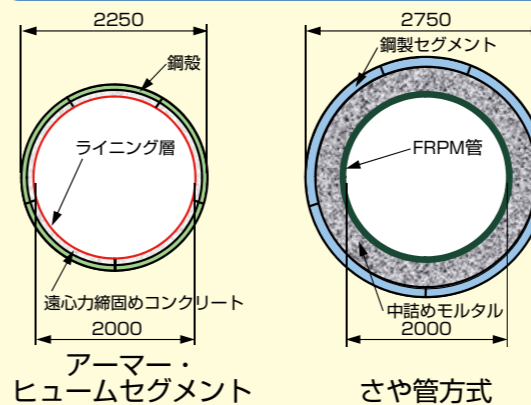 2250
鋼殻
ライニング層
遠心力締固めコンクリート
2000
アーマー・
ヒュームセグメント
2750
鋼製セグメント
FRPM管
中詰めモルタル
2000
さや管方式